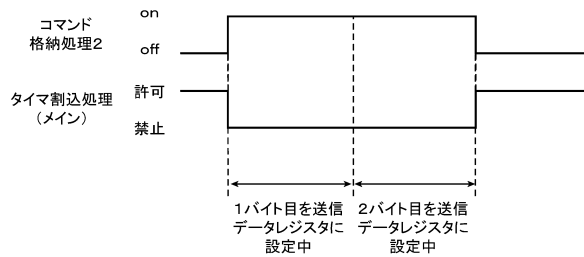 コマンド
格納処理2
on
off
タイマ割込処理
(メイン)
許可
禁止
1バイト目を送信
データレジスタに
設定中
2バイト目を送信
データレジスタに
設定中